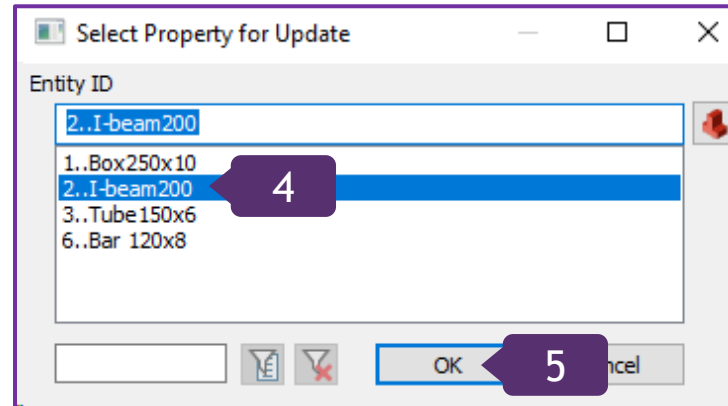 Select Property for Update
Entity ID
2..I-beam200
1..Box250x10
2..I-beam200
4
3..Tube150x6
6..Bar 120x8
OK
5
ncel